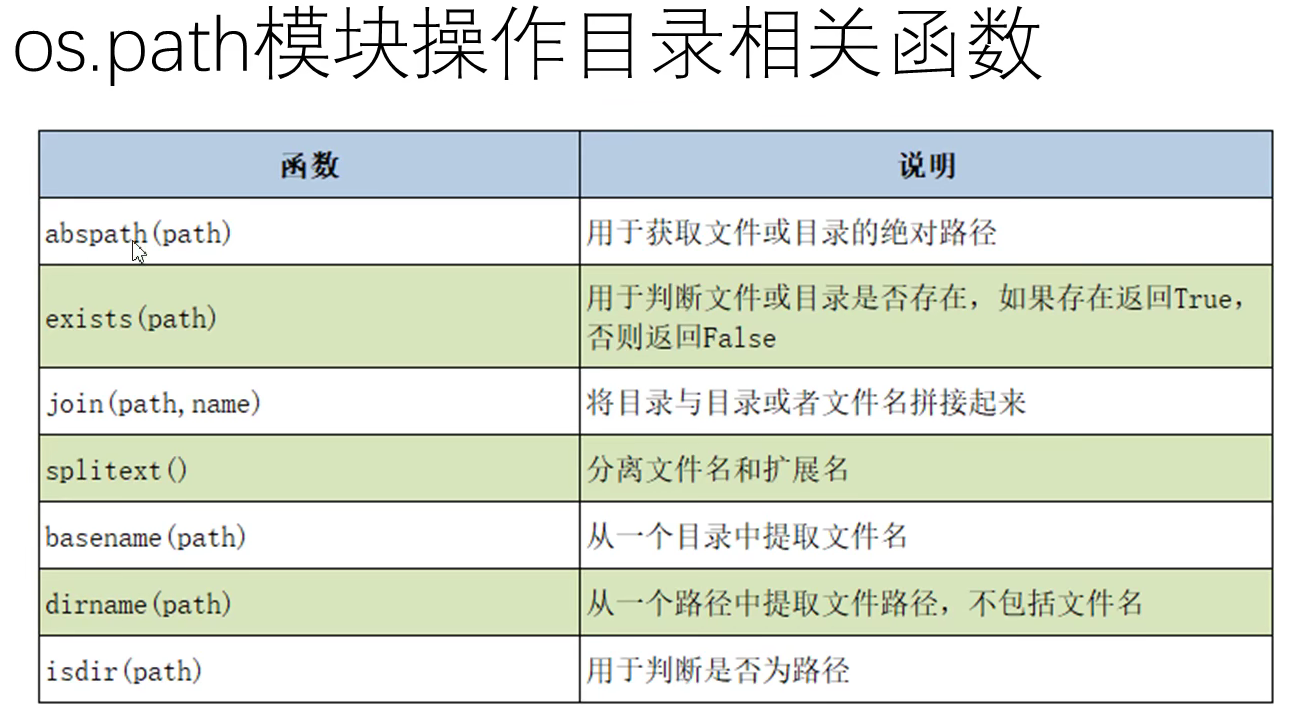 os.path模块操作目录相关函数
函数 说明
abspath(path) 用于获取文件或目录的绝对路径
exists(path) 用于判断文件或目录是否存在，如果存在返回True，
否则返回False
join(path,name) 将目录与目录或者文件名拼接起来
splitext() 分离文件名和扩展名
basename(path) 从一个目录中提取文件名
dirname(path) 从一个路径中提取文件路径，不包括文件名
isdir(path) 用于判断是否为路径